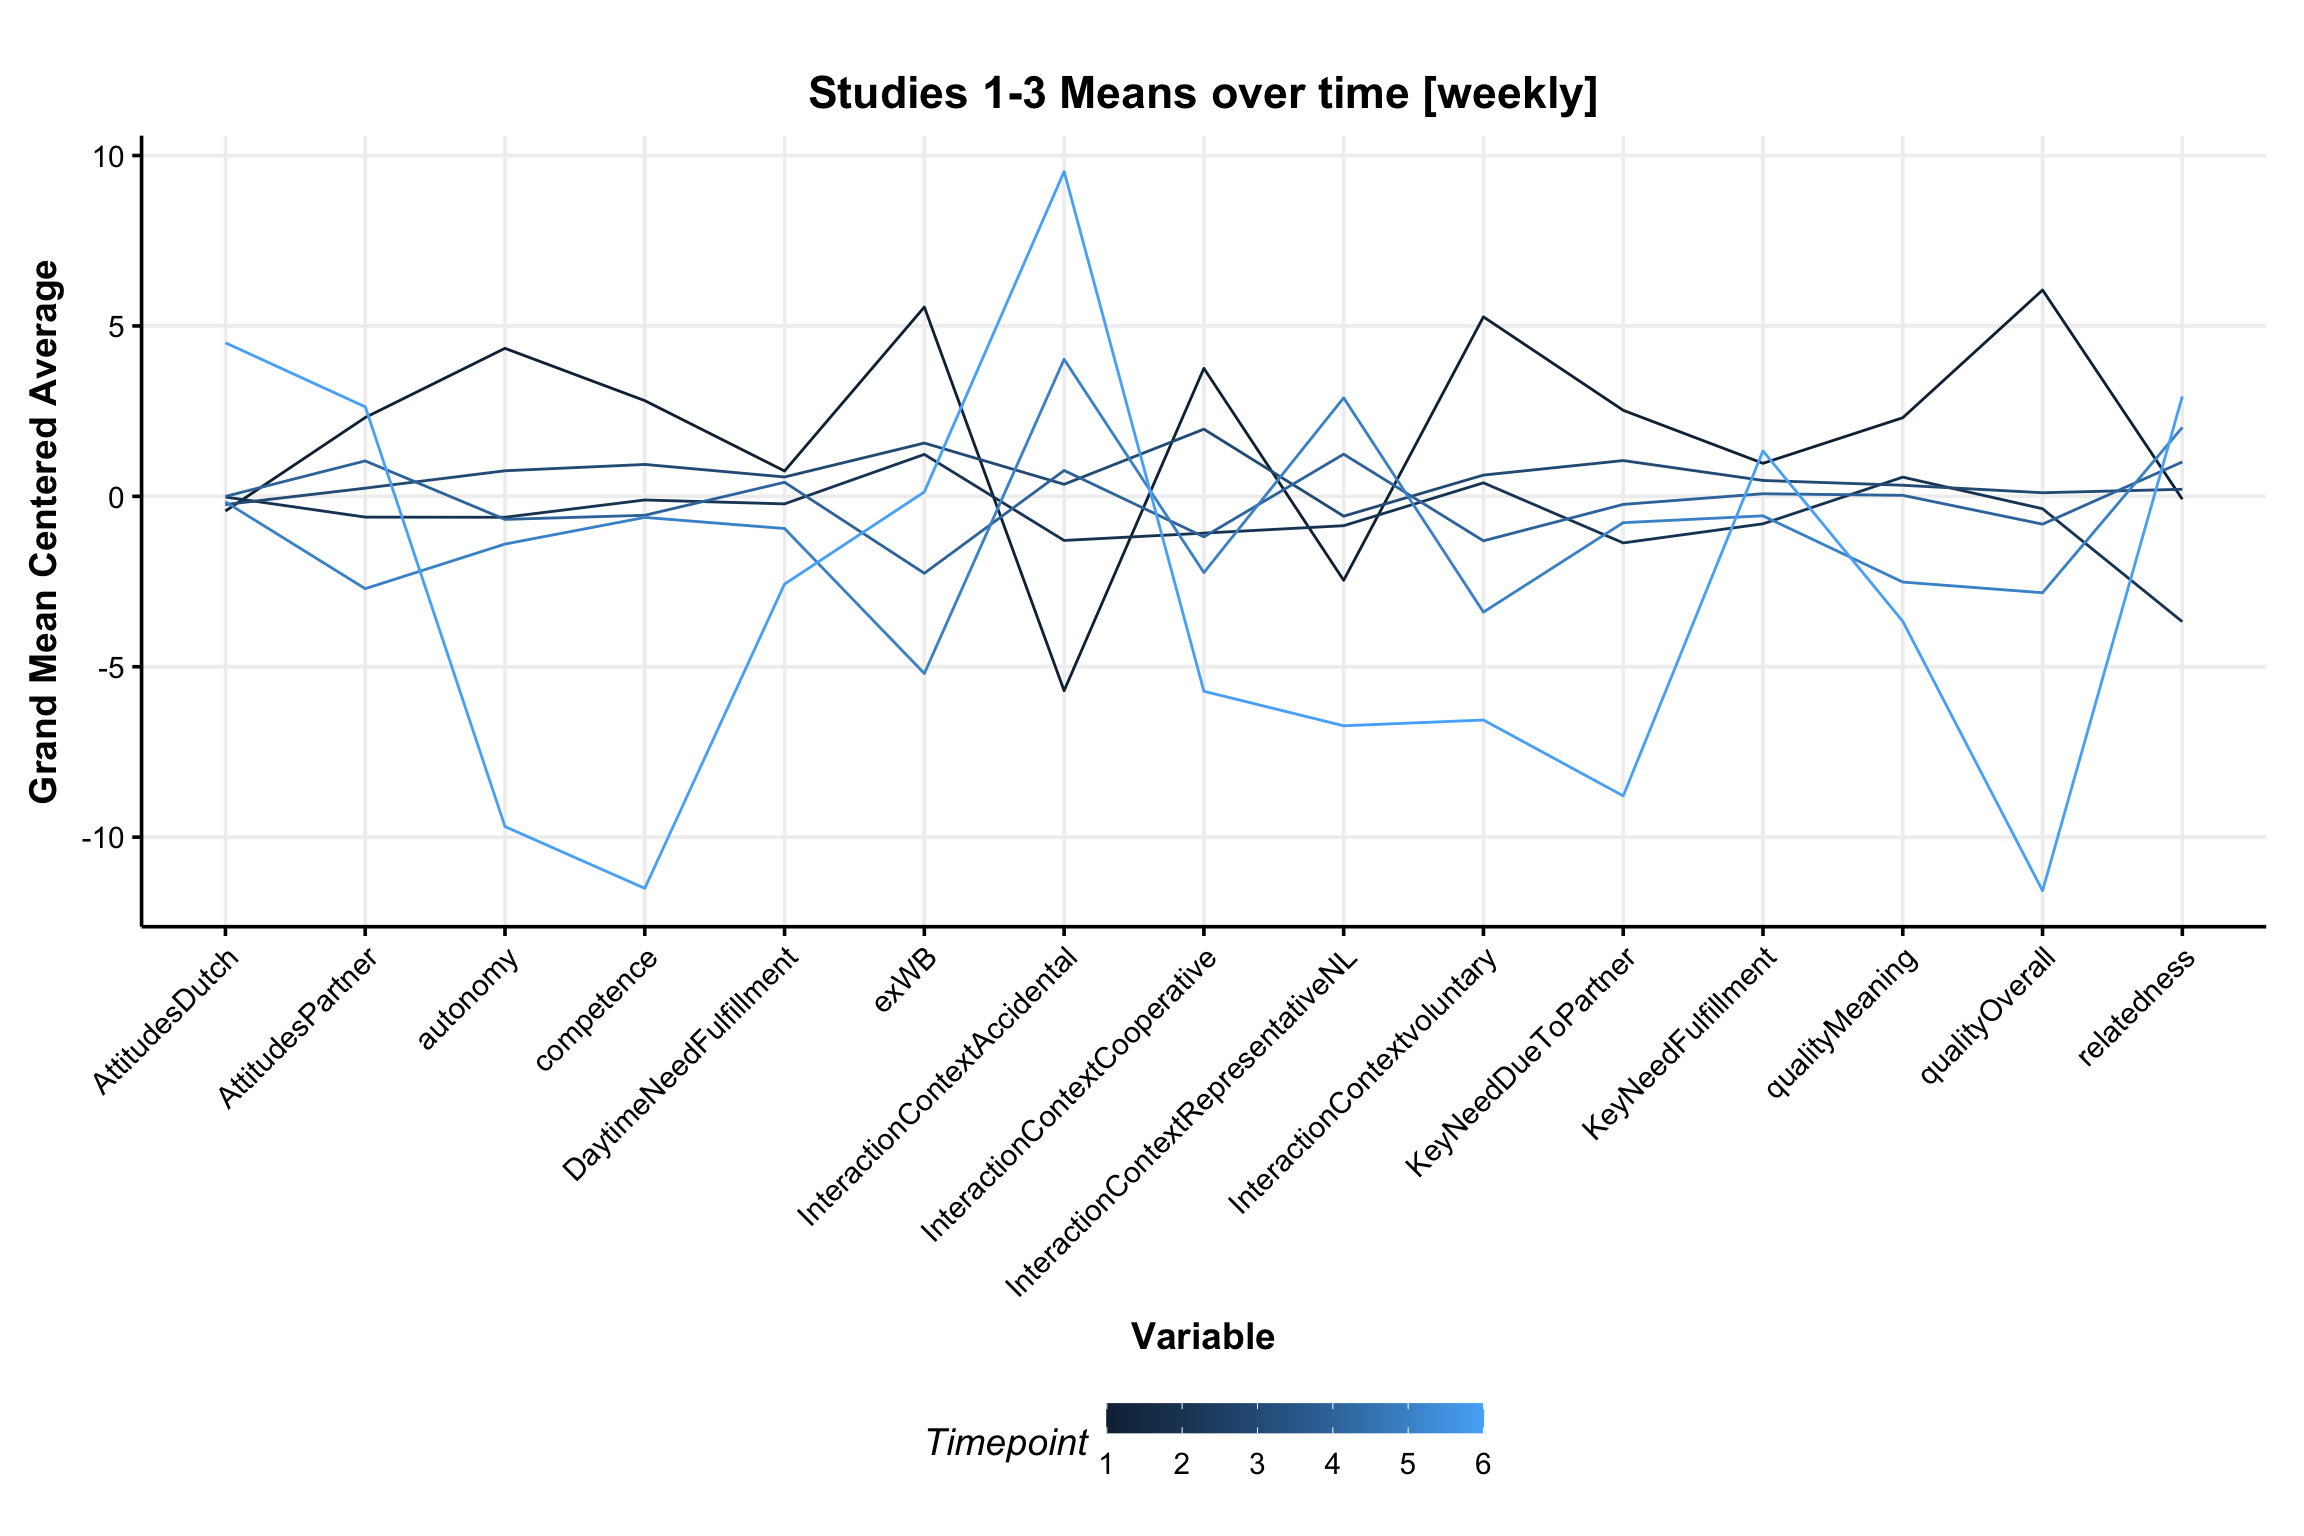 Studies 1-3 Means over time [weekly]
Grand Mean Centered Average
10
5
0
-5
-10
AttitudesDutch
AttitudesPartner
autonomy
competence
DaytimeNeedFulfillment
exWB
InteractionContextAccidental
InteractionContextCooperative
InteractionContextRepresentativeNL
InteractionContextvoluntary
KeyNeedDueToPartner
KeyNeedFulfillment
qualityMeaning
qualityOverall
relatedness
Variable
Timepoint
1 2 3 4 5 6